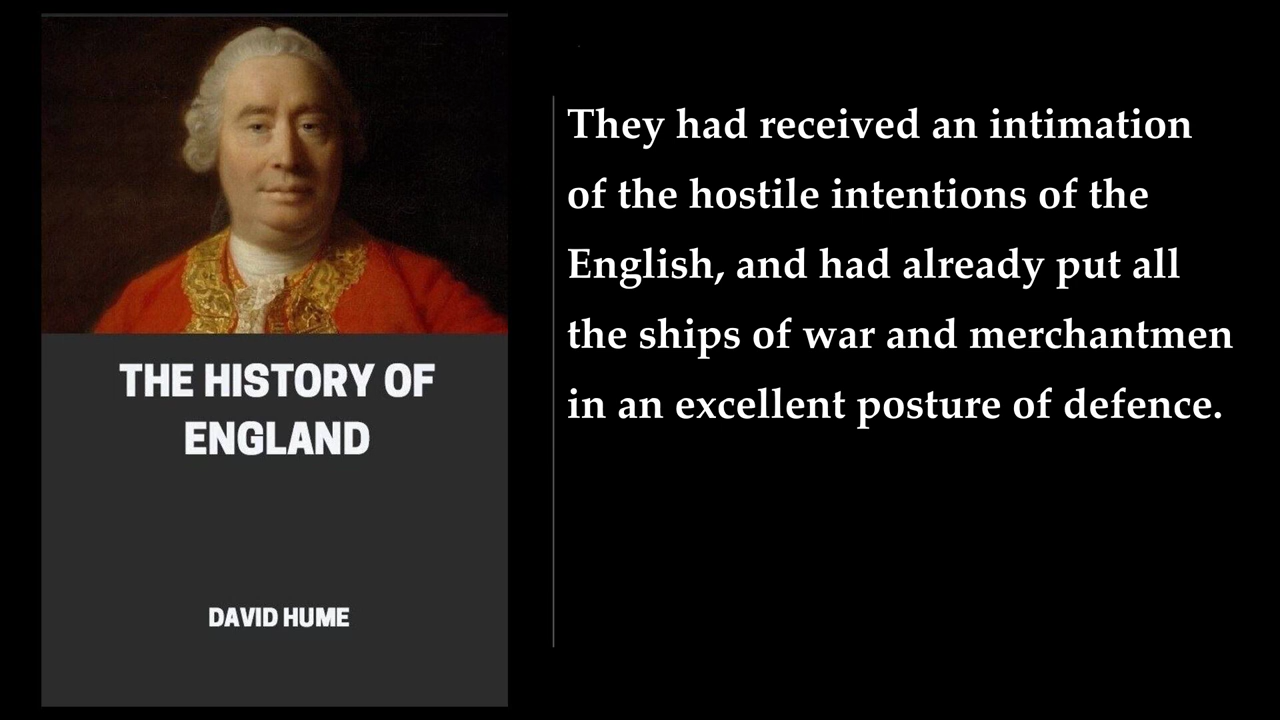 THE HISTORY OF
ENGLAND
DAVID HUME
They had received an intimation
of the hostile intentions of the
English, and had already put all
the ships of war and merchantmen
in an excellent posture of defence.